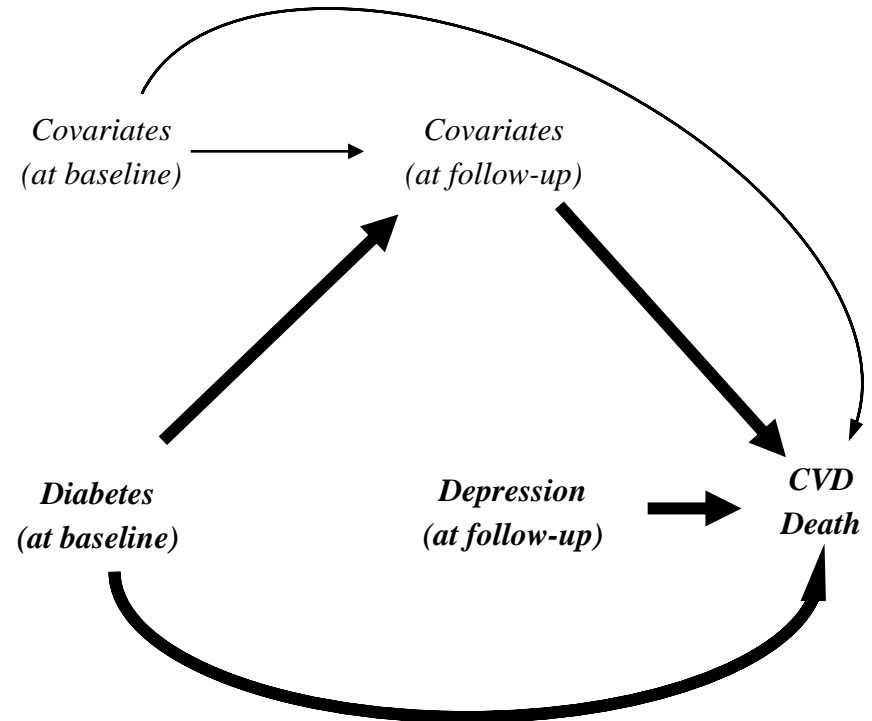 Covariates
(at baseline)
Covariates
(at follow-up)
Diabetes
(at baseline)
Depression
(at follow-up)
CVD
Death